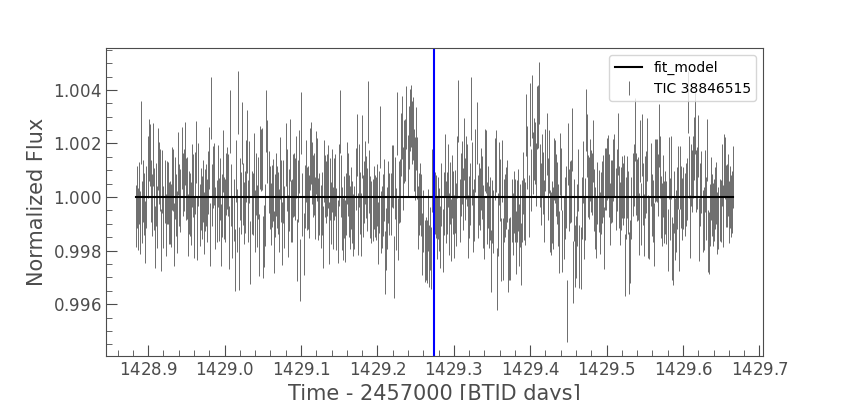 fit_model
TIC 38846515
1.004
1.002
1.000
0.998
0.996
Normalized Flux
1428.9 1429.0 1429.1 1429.2 1429.3 1429.4 1429.5 1429.6 1429.7
Time - 2457000 [BTJD days]